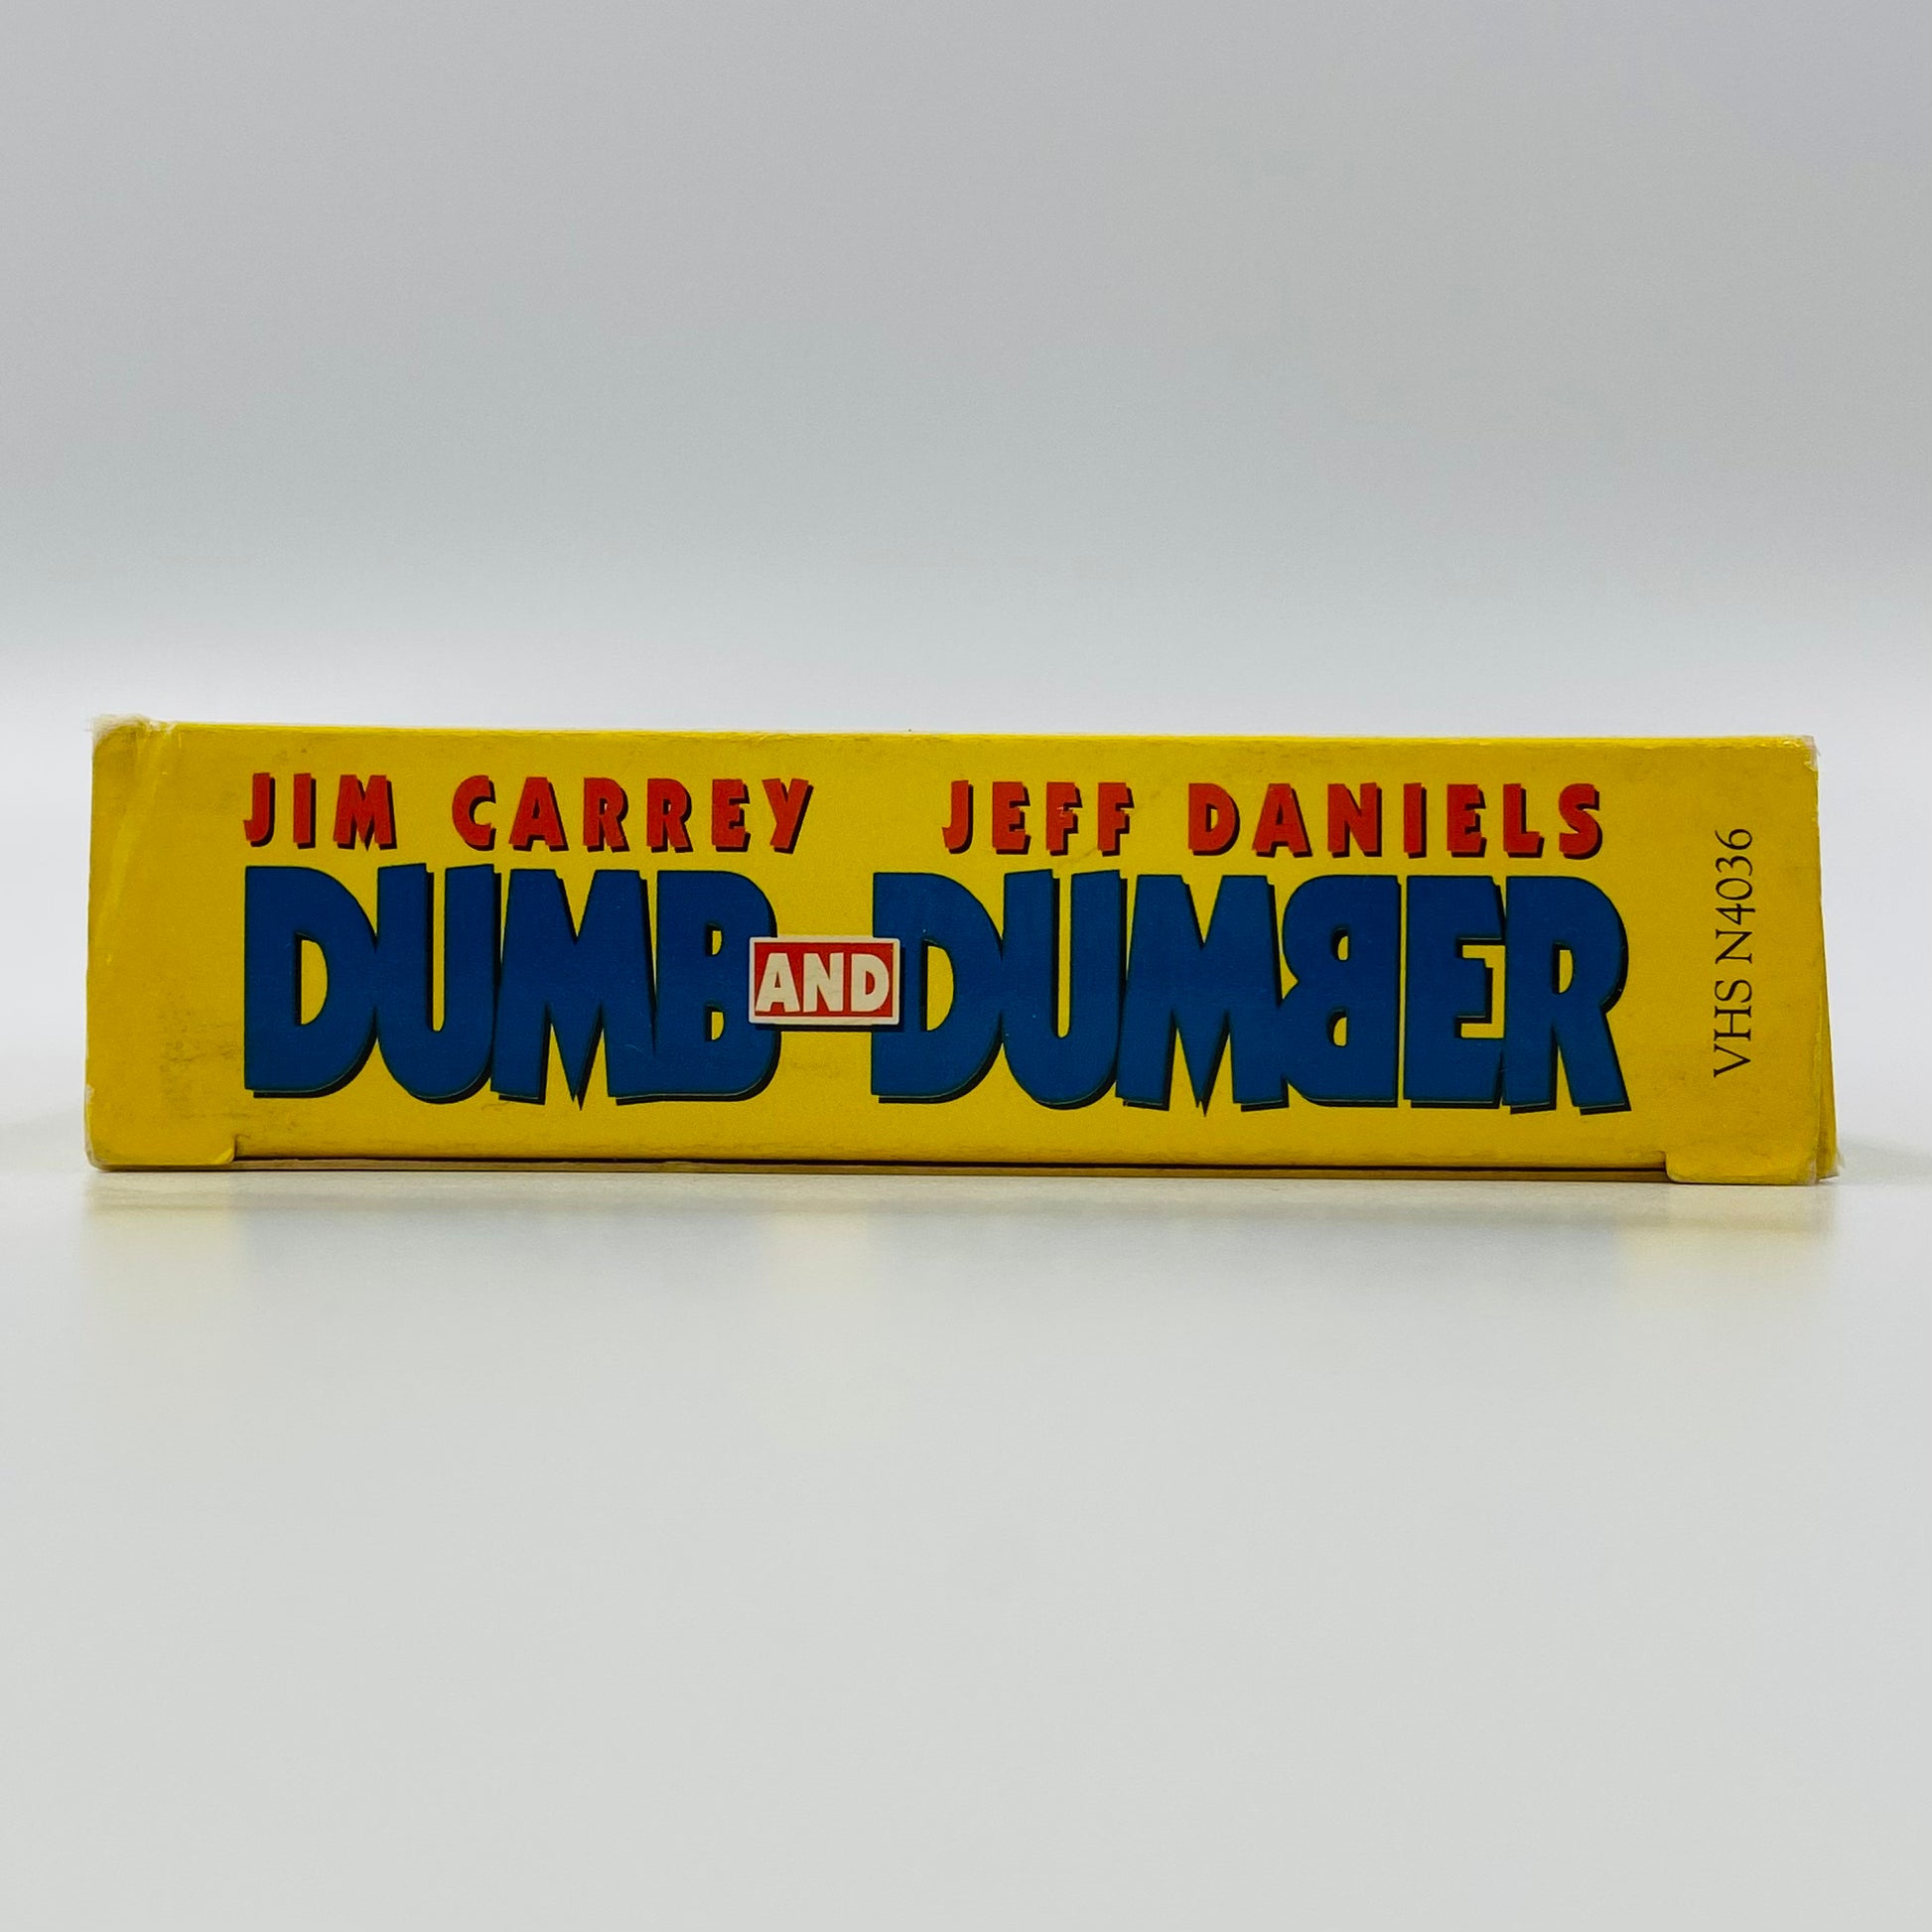 JIM CARREY JEFF DANIELS
DUMB AND DUMBER
VHS N4036